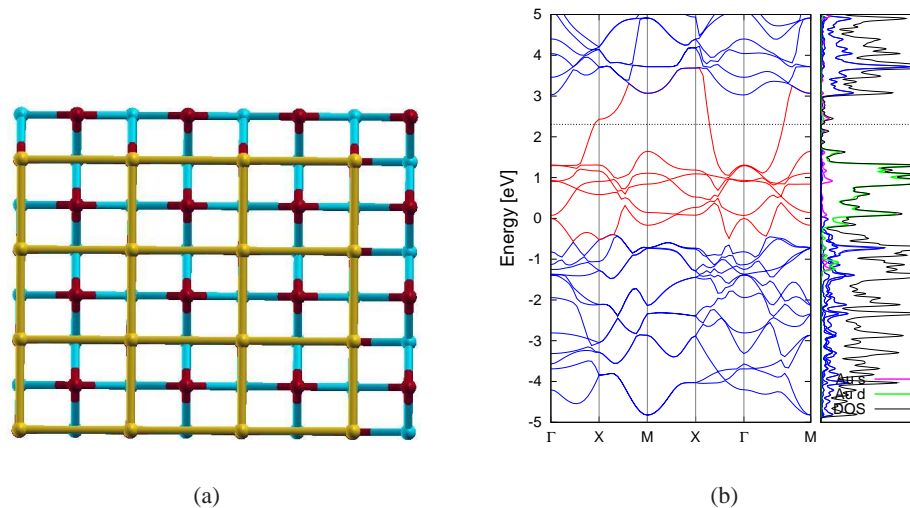 (b)
5
4
3
2
1
0
-1
-2
-3
-4
-5
Energy [eV]
Γ X M X Γ M
Au s
Au d
DOS
(a) (b)